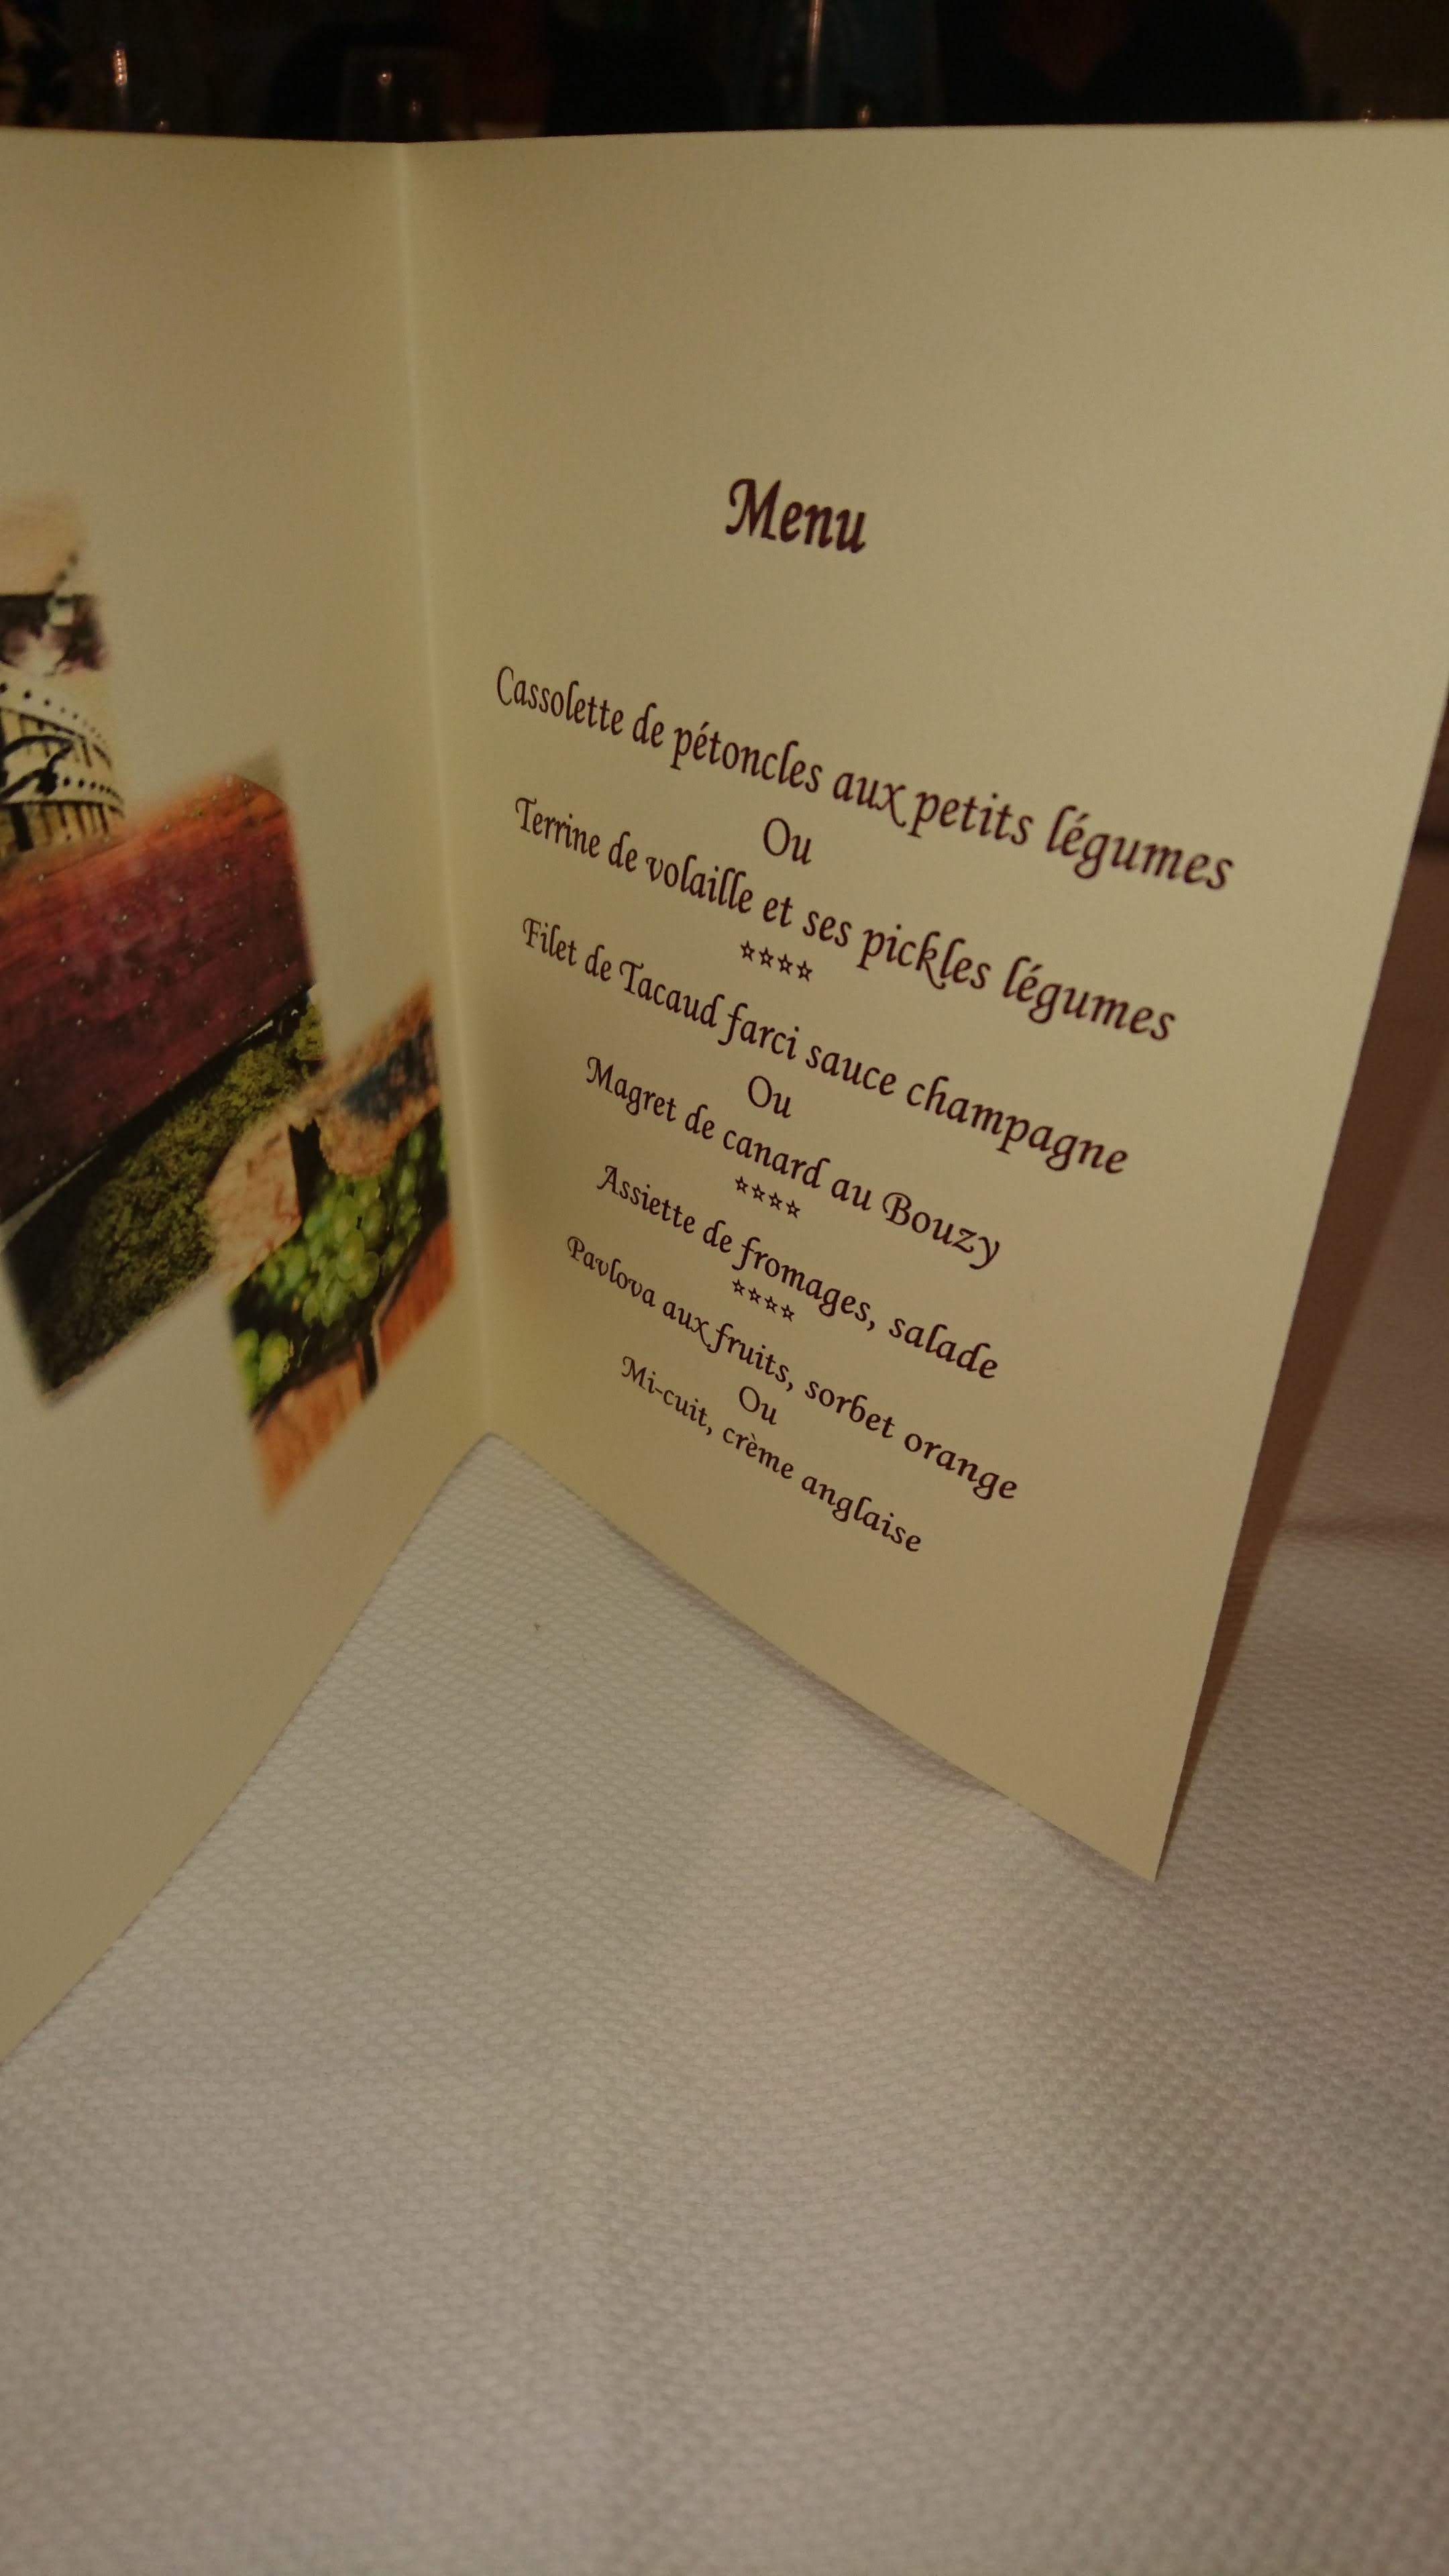 Menu
Cassolette de pétoncles aux petits légumes
Ou
Terrine de volaille et ses pickles légumes
****
Filet de Tacaud farci sauce champagne
Ou
Magret de canard au Bouzy
****
Assiette de fromages, salade
****
Pavlova aux fruits, sorbet orange
Ou
Mi-cuit, crème anglaise